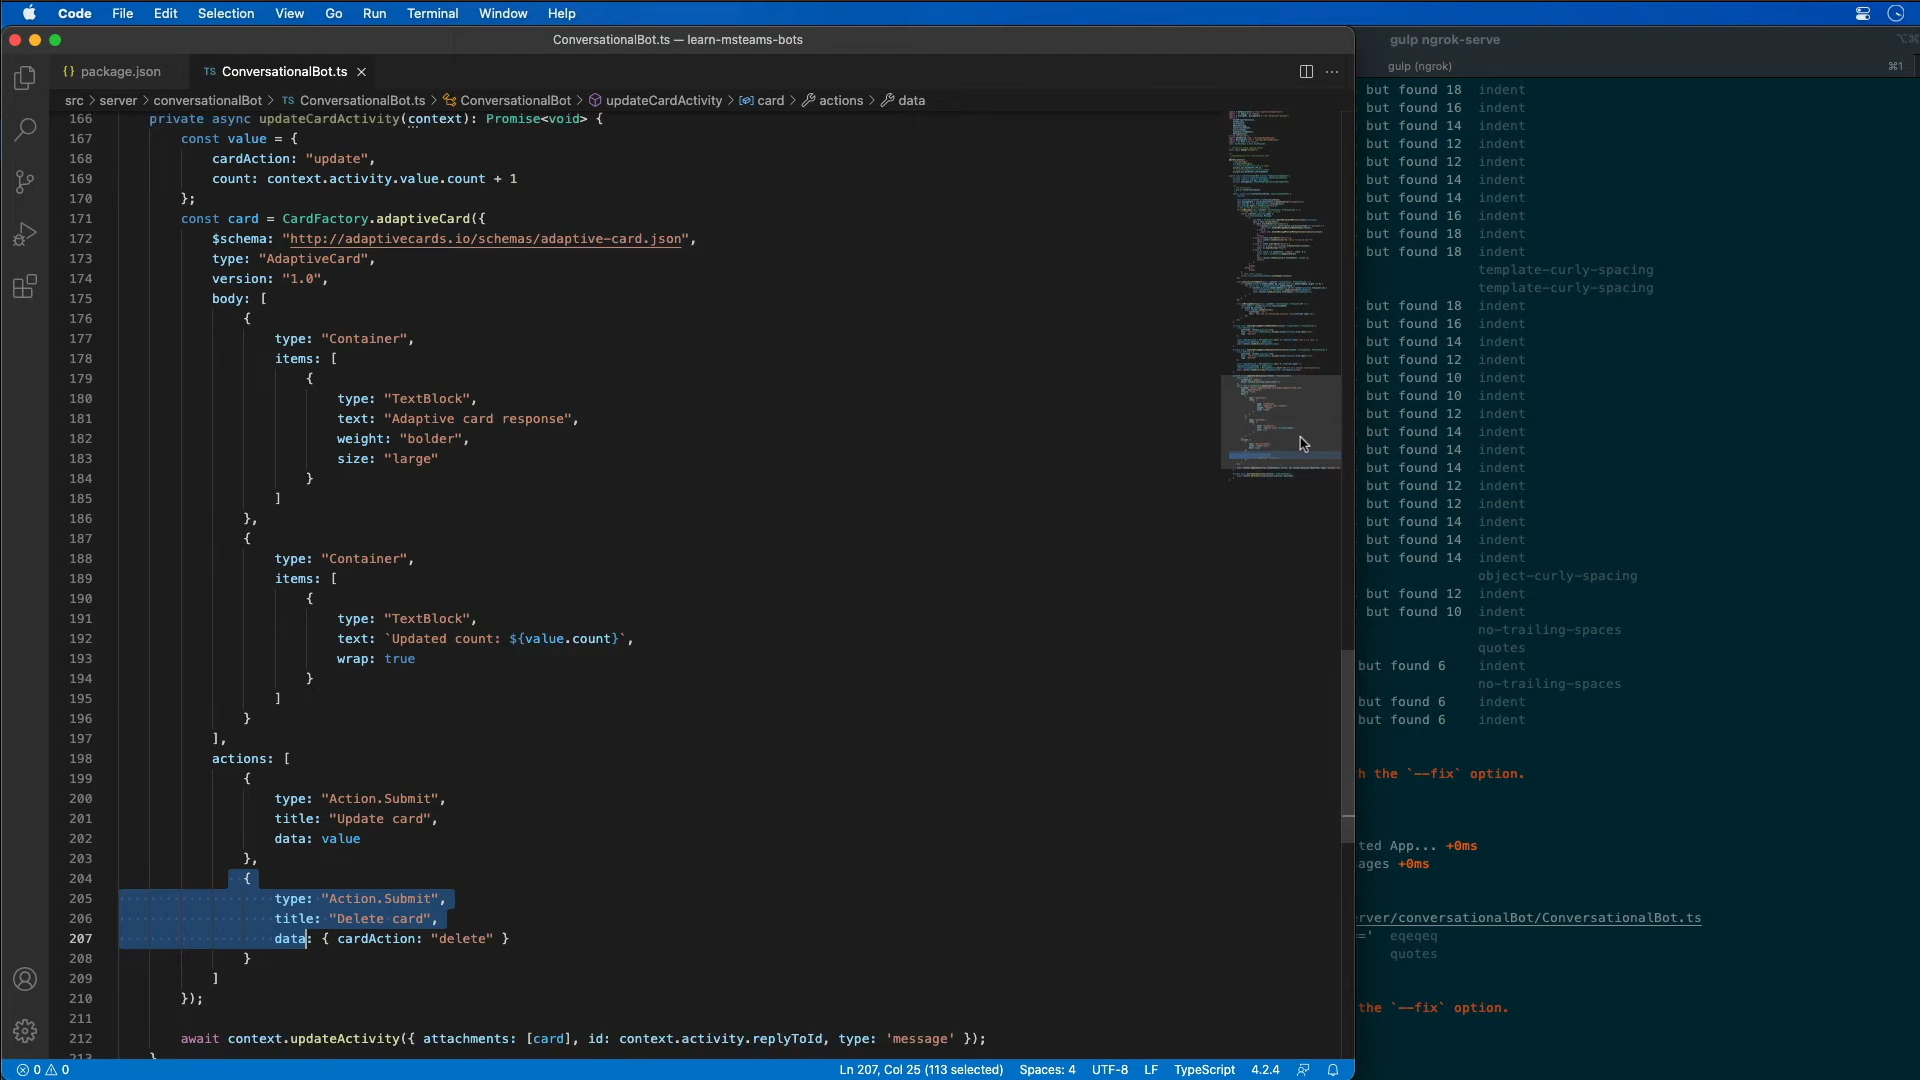 Code File Edit Selection View Go Run Terminal Window Help
ConversationalBot.ts — learn-msteams-bots
{} package.json
TS ConversationalBot.ts
src > server > conversationalBot > TS ConversationalBot.ts > ConversationalBot > updateCardActivity > card > actions > data
166 private async updateCardActivity(context): Promise<void> {
167 const value = {
168 cardAction: "update",
169 count: context.activity.value.count + 1
170 };
171 const card = CardFactory.adaptiveCard({
172 $schema: "http://adaptivecards.io/schemas/adaptive-card.json",
173 type: "AdaptiveCard",
174 version: "1.0",
175 body: [
176 {
177 type: "Container",
178 items: [
179 {
180 type: "TextBlock",
181 text: "Adaptive card response",
182 weight: "bolder",
183 size: "large"
184 }
185 ]
186 },
187 {
188 type: "Container",
189 items: [
190 {
191 type: "TextBlock",
192 text: `Updated count: ${value.count}`,
193 wrap: true
194 }
195 ]
196 }
197 ],
198 actions: [
199 {
200 type: "Action.Submit",
201 title: "Update card",
202 data: value
203 },
204 {
205 type: "Action.Submit",
206 title: "Delete card",
207 data: { cardAction: "delete" }
208 }
209 ]
210 });
211
212 await context.updateActivity({ attachments: [card], id: context.activity.replyToId, type: 'message' });
213 }
0 0
Ln 207, Col 25 (113 selected) Spaces: 4 UTF-8 LF TypeScript 4.2.4
gulp ngrok-serve
gulp (ngrok) ⌘1
but found 18 indent
but found 16 indent
but found 14 indent
but found 12 indent
but found 12 indent
but found 14 indent
but found 14 indent
but found 16 indent
but found 18 indent
but found 18 indent
template-curly-spacing
template-curly-spacing
but found 18 indent
but found 16 indent
but found 14 indent
but found 12 indent
but found 10 indent
but found 10 indent
but found 12 indent
but found 14 indent
but found 14 indent
but found 14 indent
but found 12 indent
but found 12 indent
but found 14 indent
but found 14 indent
but found 14 indent
object-curly-spacing
but found 12 indent
but found 10 indent
no-trailing-spaces
quotes
but found 6 indent
no-trailing-spaces
but found 6 indent
but found 6 indent
h the `--fix` option.
ted App... +0ms
ages +0ms
rver/conversationalBot/ConversationalBot.ts
=' eqeqeq
quotes
the `--fix` option.